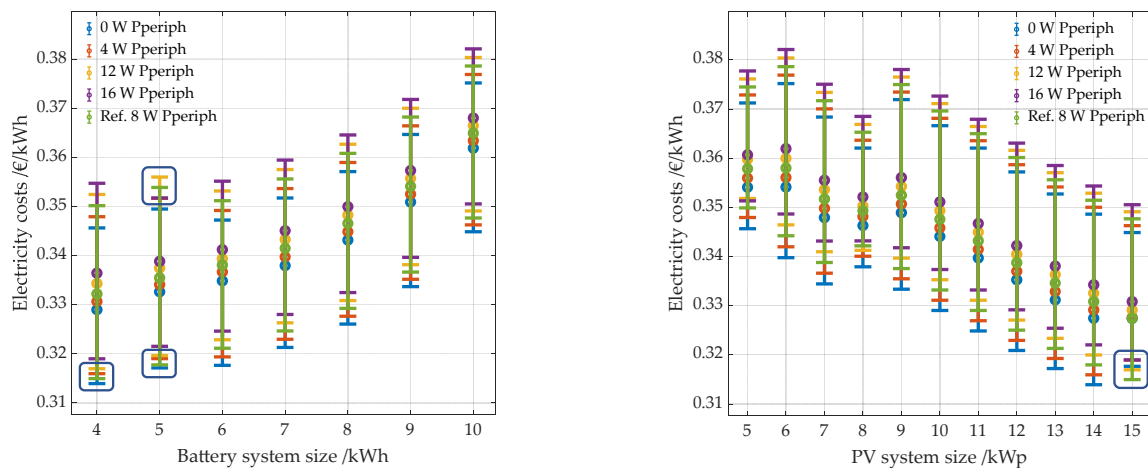 0 W Pperiph
4 W Pperiph
12 W Pperiph
16 W Pperiph
Ref. 8 W Pperiph
0.38
0.37
0.36
0.35
0.34
0.33
0.32
0.31
Electricity costs /€/kWh
4 5 6 7 8 9 10
Battery system size /kWh
0 W Pperiph
4 W Pperiph
12 W Pperiph
16 W Pperiph
Ref. 8 W Pperiph
0.38
0.37
0.36
0.35
0.34
0.33
0.32
0.31
Electricity costs /€/kWh
5 6 7 8 9 10 11 12 13 14 15
PV system size /kWp